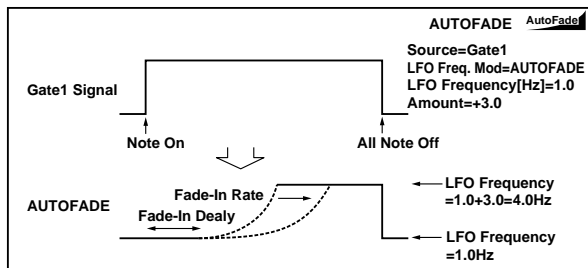 AUTOFADE
AutoFade
Source=Gate1
LFO Freq. Mod=AUTOFADE
LFO Frequency[Hz]=1.0
Amount=+3.0
Gate1 Signal
Note On
All Note Off
AUTOFADE
Fade-In Rate
Fade-In Dealy
LFO Frequency
=1.0+3.0=4.0Hz
LFO Frequency
=1.0Hz